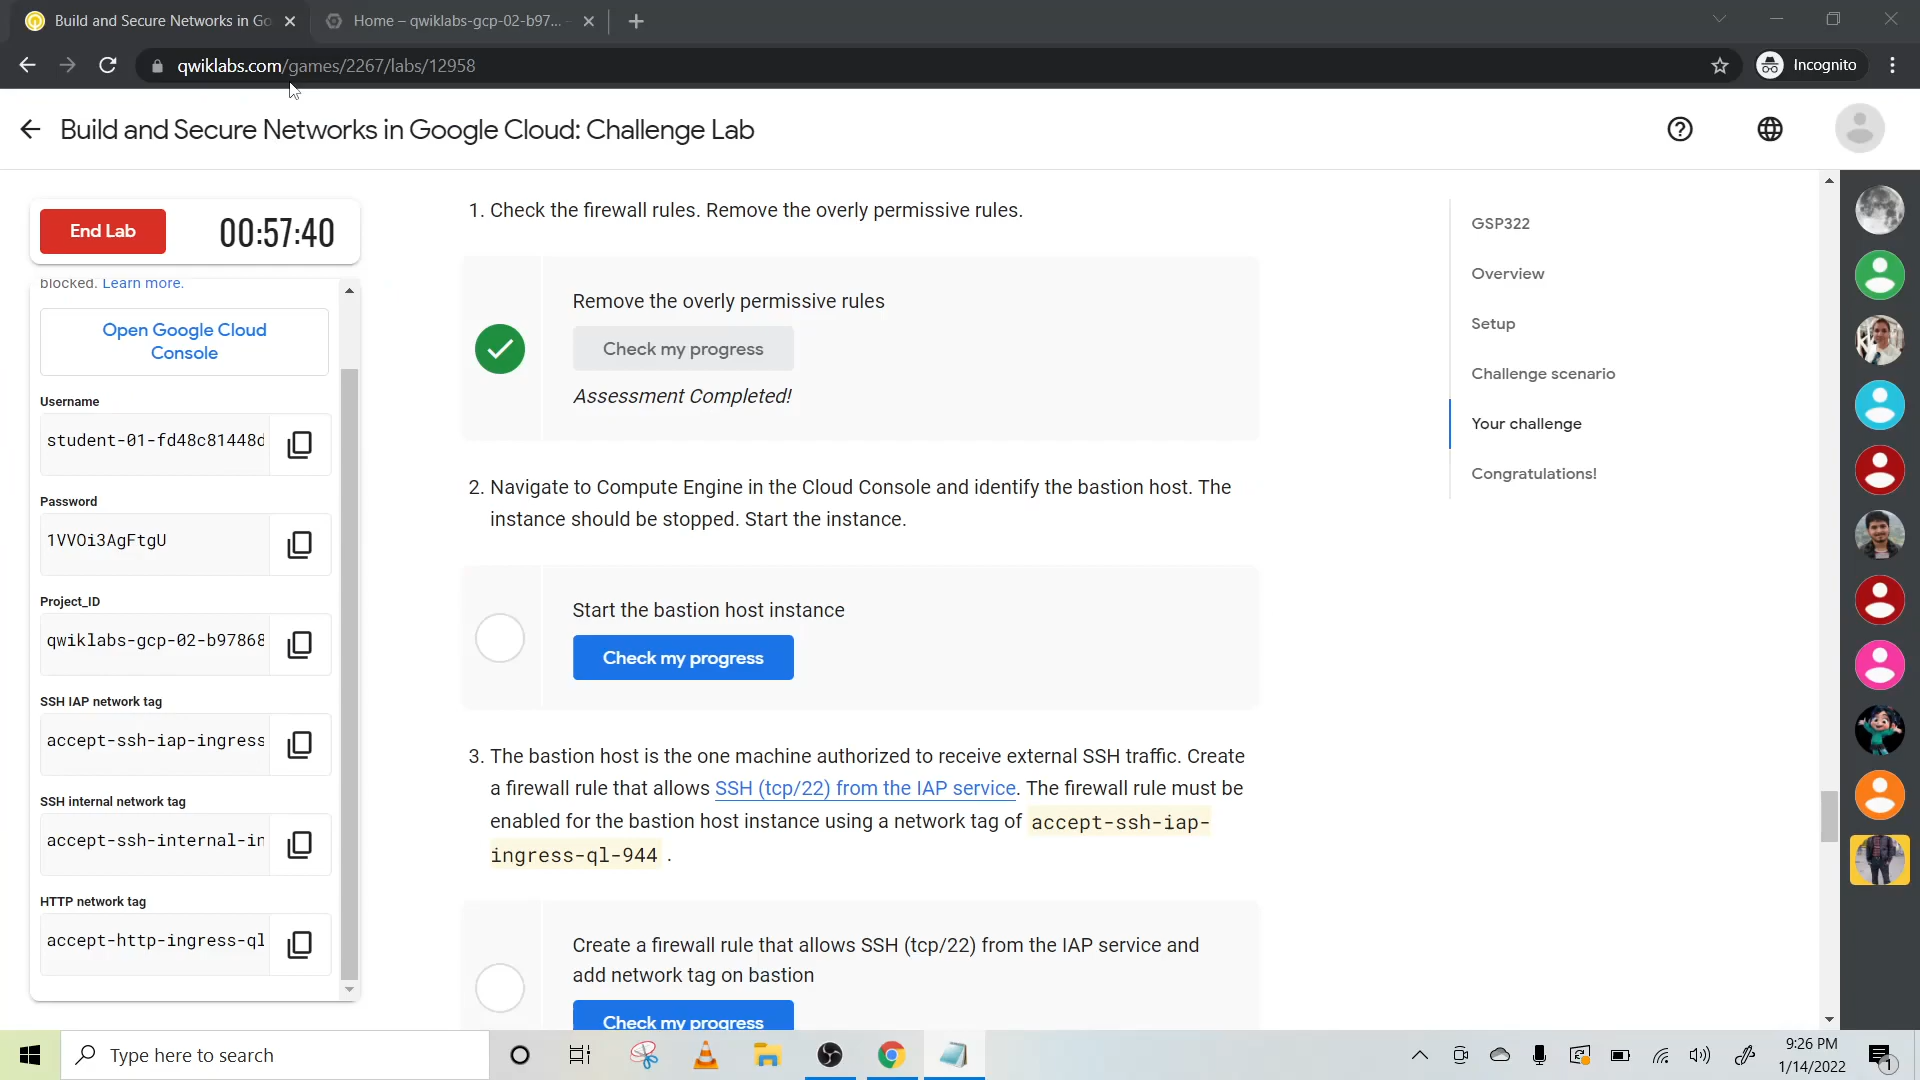 Build and Secure Networks in Go
Home – qwiklabs-gcp-02-b97...
qwiklabs.com/games/2267/labs/12958
Incognito
Build and Secure Networks in Google Cloud: Challenge Lab
End Lab
00:57:40
blocked. Learn more.
Open Google Cloud
Console
Username
student-01-fd48c81448d
Password
1VVOi3AgFtgU
Project_ID
qwiklabs-gcp-02-b97868
SSH IAP network tag
accept-ssh-iap-ingress
SSH internal network tag
accept-ssh-internal-in
HTTP network tag
accept-http-ingress-ql
1. Check the firewall rules. Remove the overly permissive rules.
Remove the overly permissive rules
Check my progress
Assessment Completed!
2. Navigate to Compute Engine in the Cloud Console and identify the bastion host. The
instance should be stopped. Start the instance.
Start the bastion host instance
Check my progress
3. The bastion host is the one machine authorized to receive external SSH traffic. Create
a firewall rule that allows SSH (tcp/22) from the IAP service. The firewall rule must be
enabled for the bastion host instance using a network tag of accept-ssh-iap-
ingress-ql-944 .
Create a firewall rule that allows SSH (tcp/22) from the IAP service and
add network tag on bastion
Check my progress
GSP322
Overview
Setup
Challenge scenario
Your challenge
Congratulations!
Type here to search
9:26 PM
1/14/2022
1